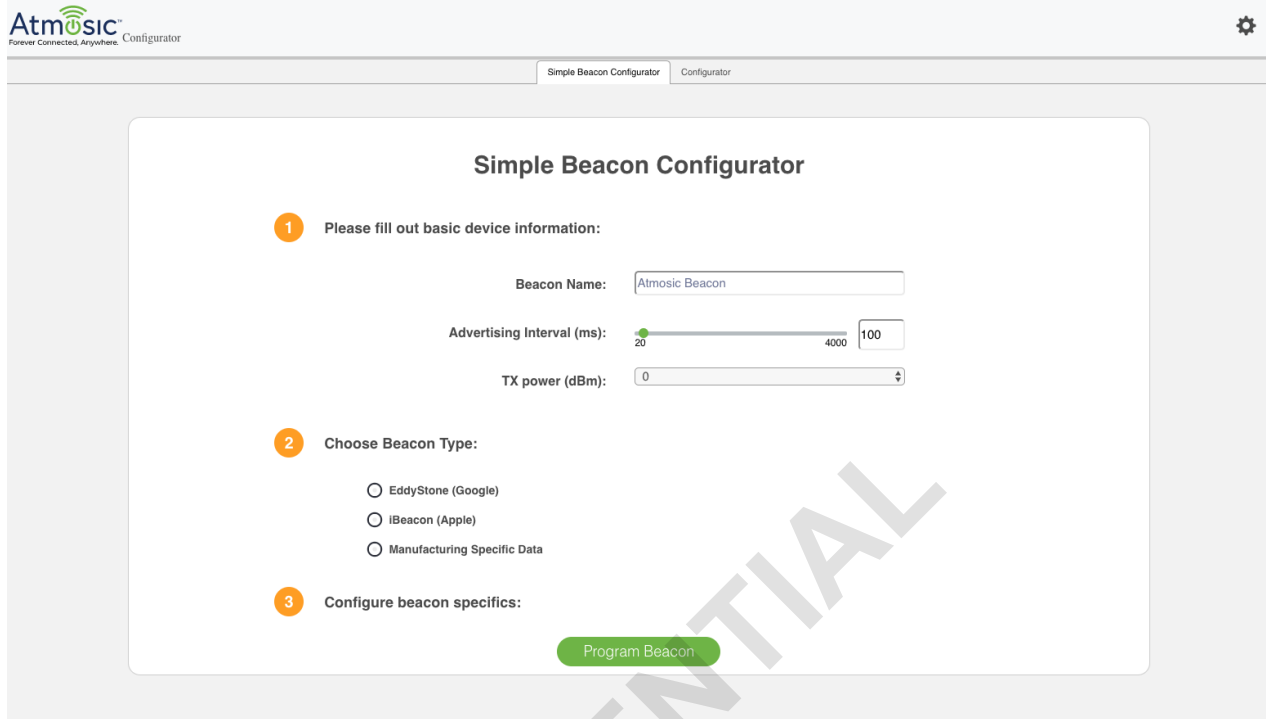 Atmosic™
Forever Connected, Anywhere. Configurator
Simple Beacon Configurator Configurator
Simple Beacon Configurator
1 Please fill out basic device information:
Beacon Name: Atmosic Beacon
Advertising Interval (ms): 20 4000 100
TX power (dBm): 0
2 Choose Beacon Type:
EddyStone (Google)
iBeacon (Apple)
Manufacturing Specific Data
3 Configure beacon specifics:
Program Beacon
ENTIAL